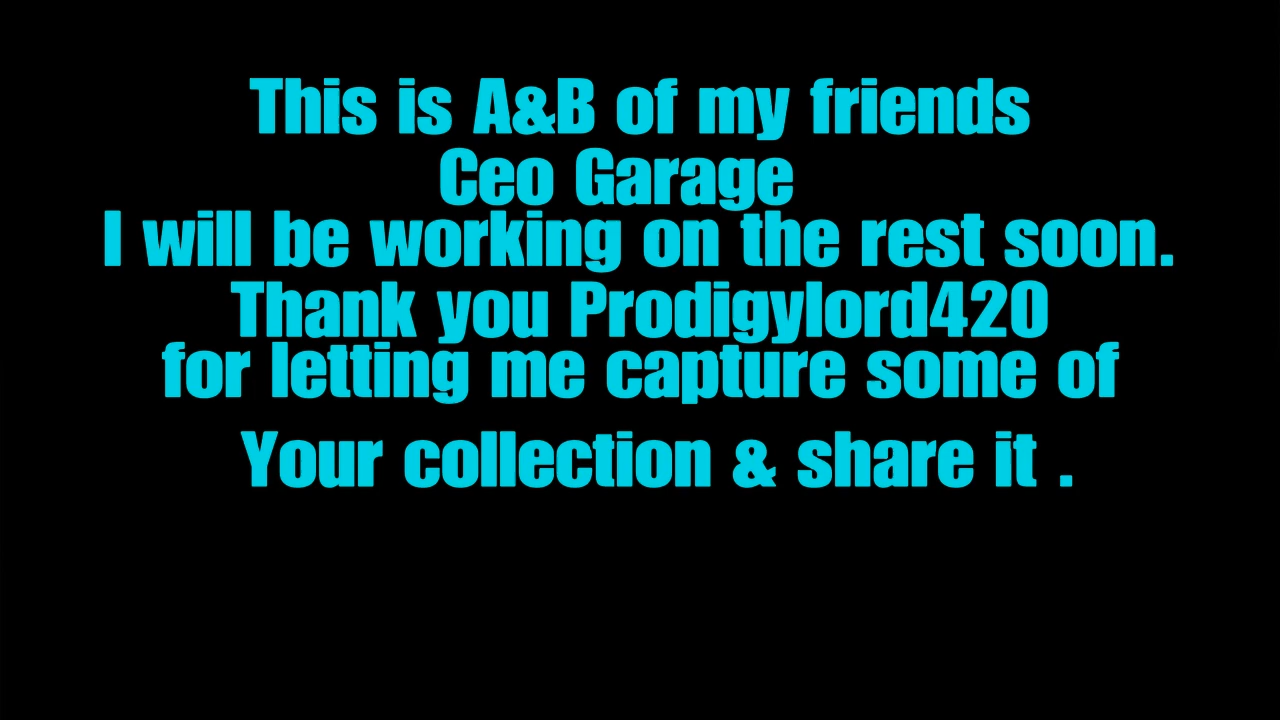 This is A&B of my friends
Ceo Garage
I will be working on the rest soon.
Thank you Prodigylord420
for letting me capture some of
Your collection & share it .